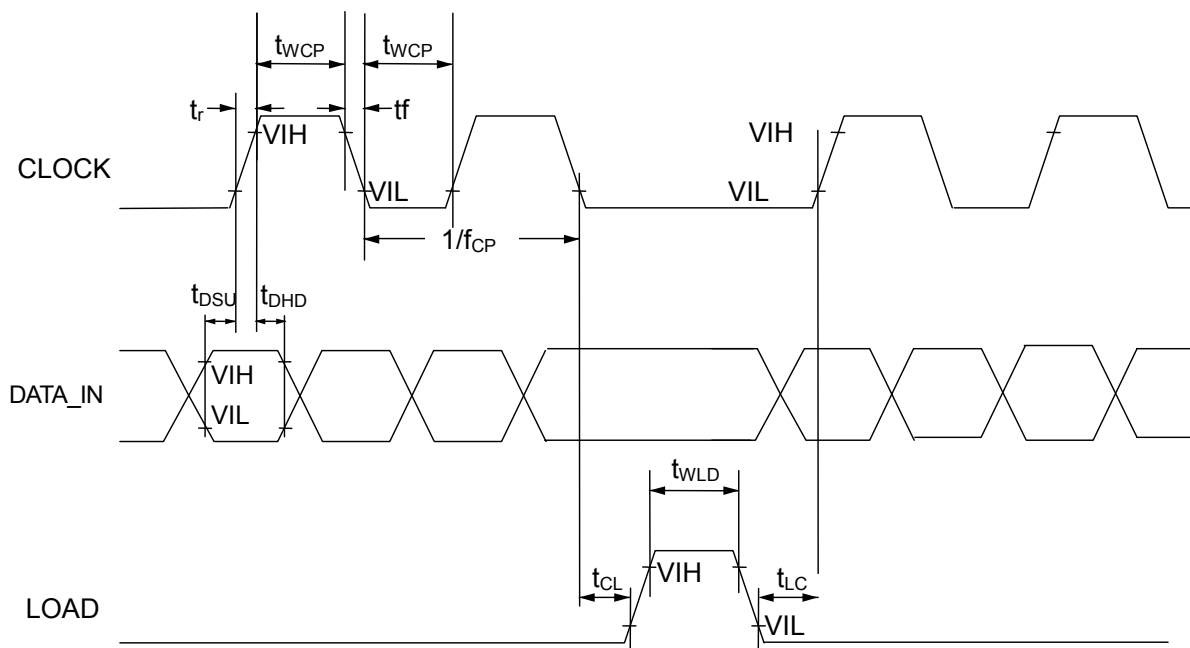 tWCP tWCP
tr tf
VIH VIH
CLOCK
VIL VIL
1/fCP
tDSU tDHD
VIH
DATA_IN
VIL
tWLD
tCL VIH tLC
LOAD
VIL